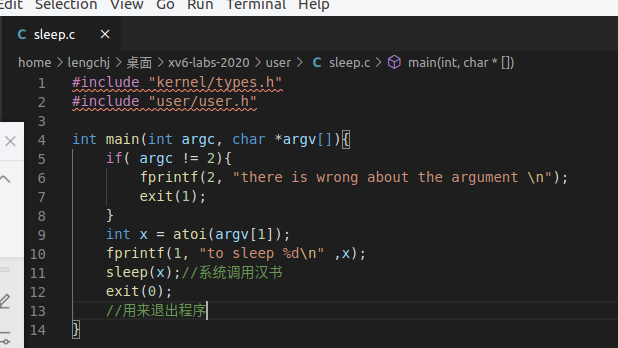 Edit Selection View Go Run Terminal Help
C sleep.c ×
home > lengchj > 桌面 > xv6-labs-2020 > user > C sleep.c > main(int, char * [])
1 #include "kernel/types.h"
2 #include "user/user.h"
3
4 int main(int argc, char *argv[]){
5     if( argc != 2){
6         fprintf(2, "there is wrong about the argument \n");
7         exit(1);
8     }
9     int x = atoi(argv[1]);
10     fprintf(1, "to sleep %d\n" ,x);
11     sleep(x);//系统调用汉书
12     exit(0);
13     //用来退出程序
14 }